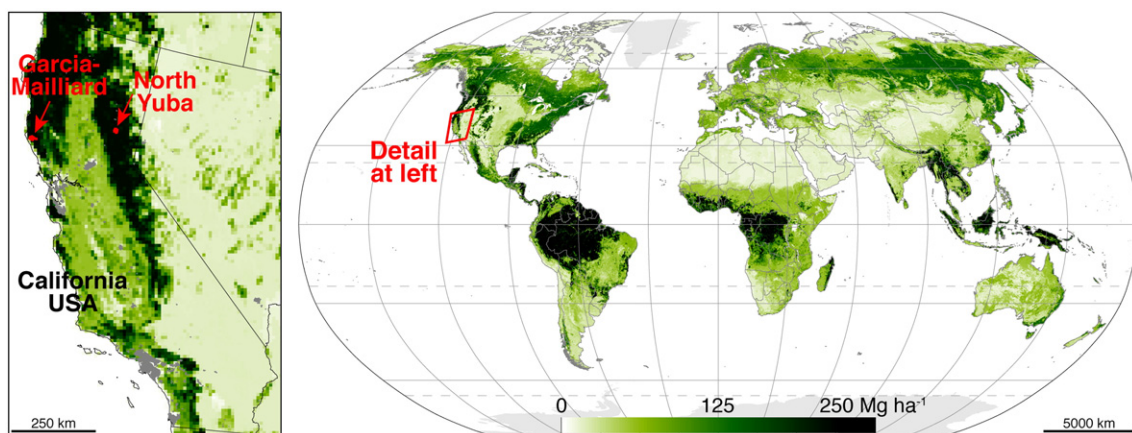 Garcia-
Mailliard
North
Yuba
California
USA
250 km
Detail
at left
0 125 250 Mg ha⁻¹
5000 km